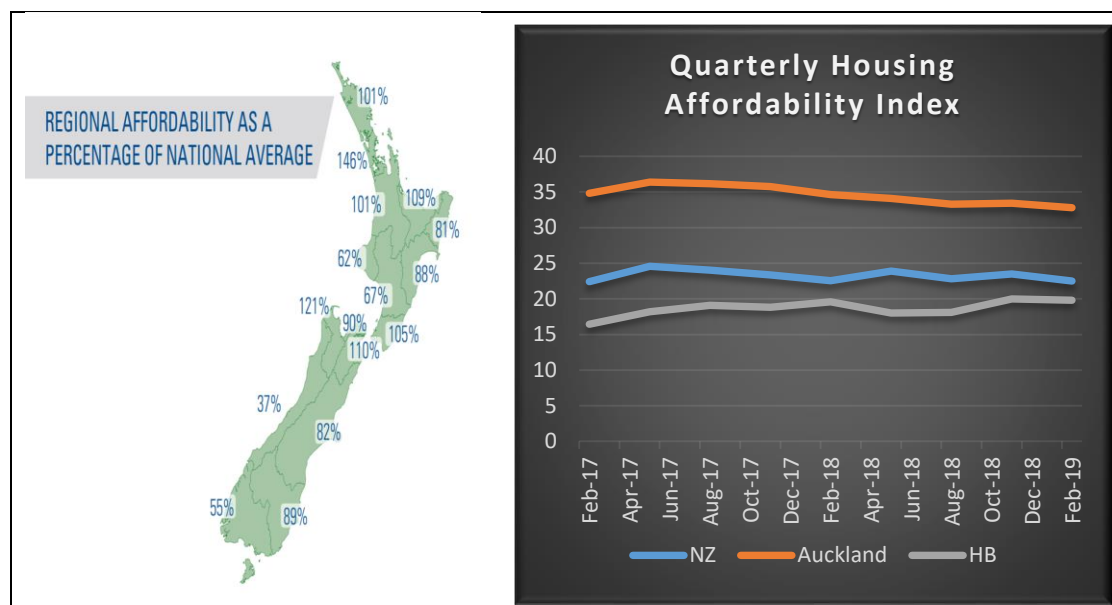 REGIONAL AFFORDABILITY AS A
PERCENTAGE OF NATIONAL AVERAGE
101%
146%
101%
109%
81%
62%
88%
67%
121%
90%
105%
110%
37%
82%
55%
89%
Quarterly Housing
Affordability Index
40
35
30
25
20
15
10
5
0
Feb-17
Apr-17
Jun-17
Aug-17
Oct-17
Dec-17
Feb-18
Apr-18
Jun-18
Aug-18
Oct-18
Dec-18
Feb-19
NZ
Auckland
HB